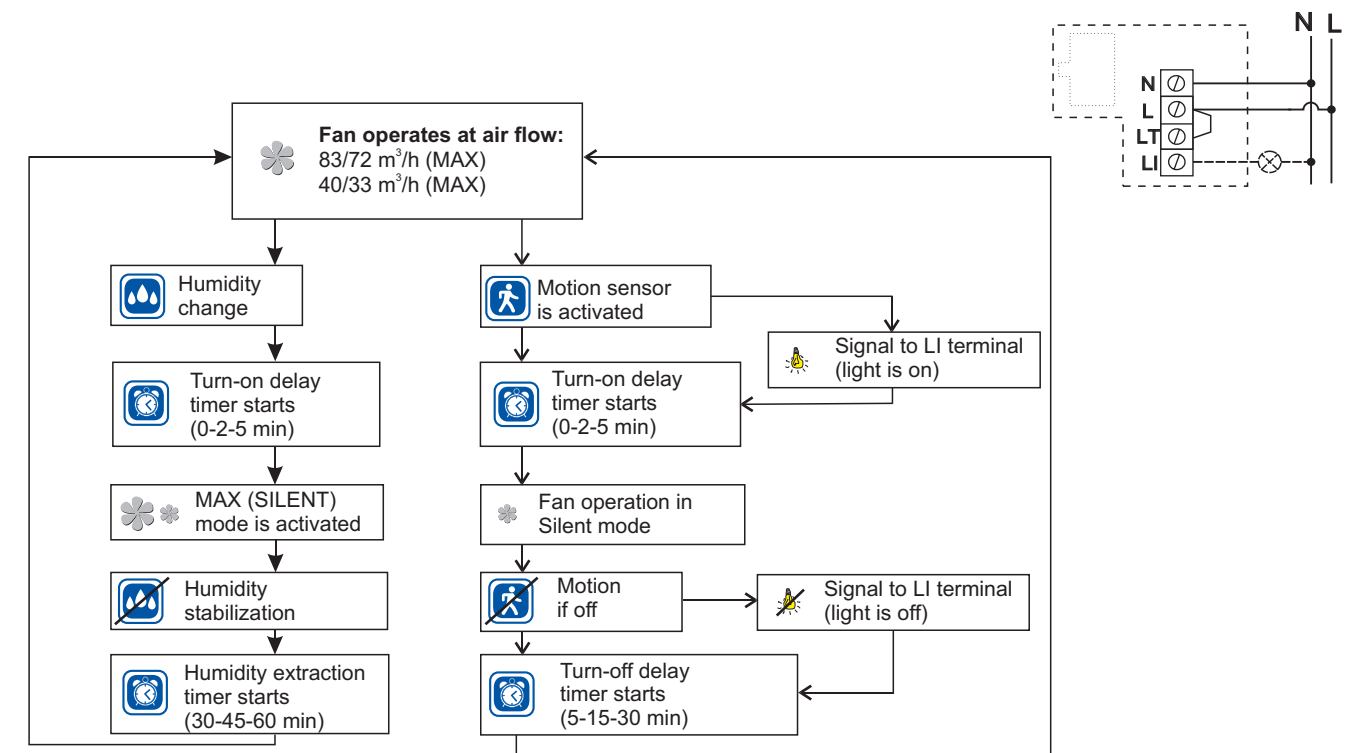 N L
N
L
LT
LI
Fan operates at air flow:
83/72 m³/h (MAX)
40/33 m³/h (MAX)
Humidity
change
Turn-on delay
timer starts
(0-2-5 min)
MAX (SILENT)
mode is activated
Humidity
stabilization
Humidity extraction
timer starts
(30-45-60 min)
Motion sensor
is activated
Signal to LI terminal
(light is on)
Turn-on delay
timer starts
(0-2-5 min)
Fan operation in
Silent mode
Motion
if off
Signal to LI terminal
(light is off)
Turn-off delay
timer starts
(5-15-30 min)